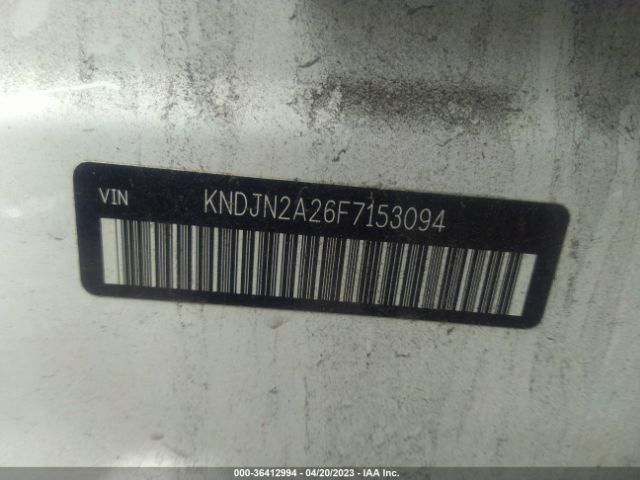 VIN KNDJN2A26F7153094
000-36412994 - 04/20/2023 - IAA Inc.